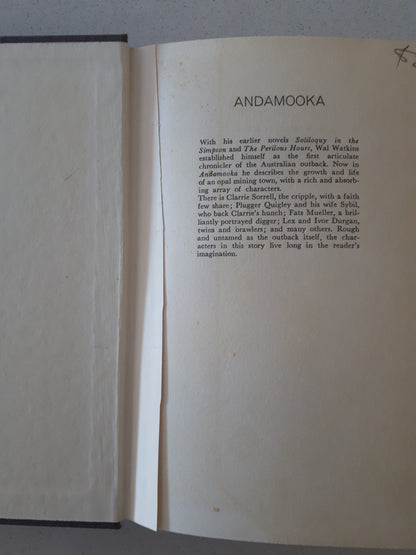 ANDAMOOKA
With his earlier novels Soliloquy in the
Simpson and The Perilous Hours, Wal Watkins
established himself as the first articulate
chronicler of the Australian outback. Now in
Andamooka he describes the growth and life
of an opal mining town, with a rich and absorb-
ing array of characters.
There is Clarrie Sorrell, the cripple, with a faith
few share; Plugger Quigley and his wife Sybil,
who back Clarrie's hunch; Fats Mueller, a bril-
liantly portrayed digger; Lex and Ivor Durgan,
twins and brawlers; and many others. Rough
and untamed as the outback itself, the char-
acters in this story live long in the reader's
imagination.